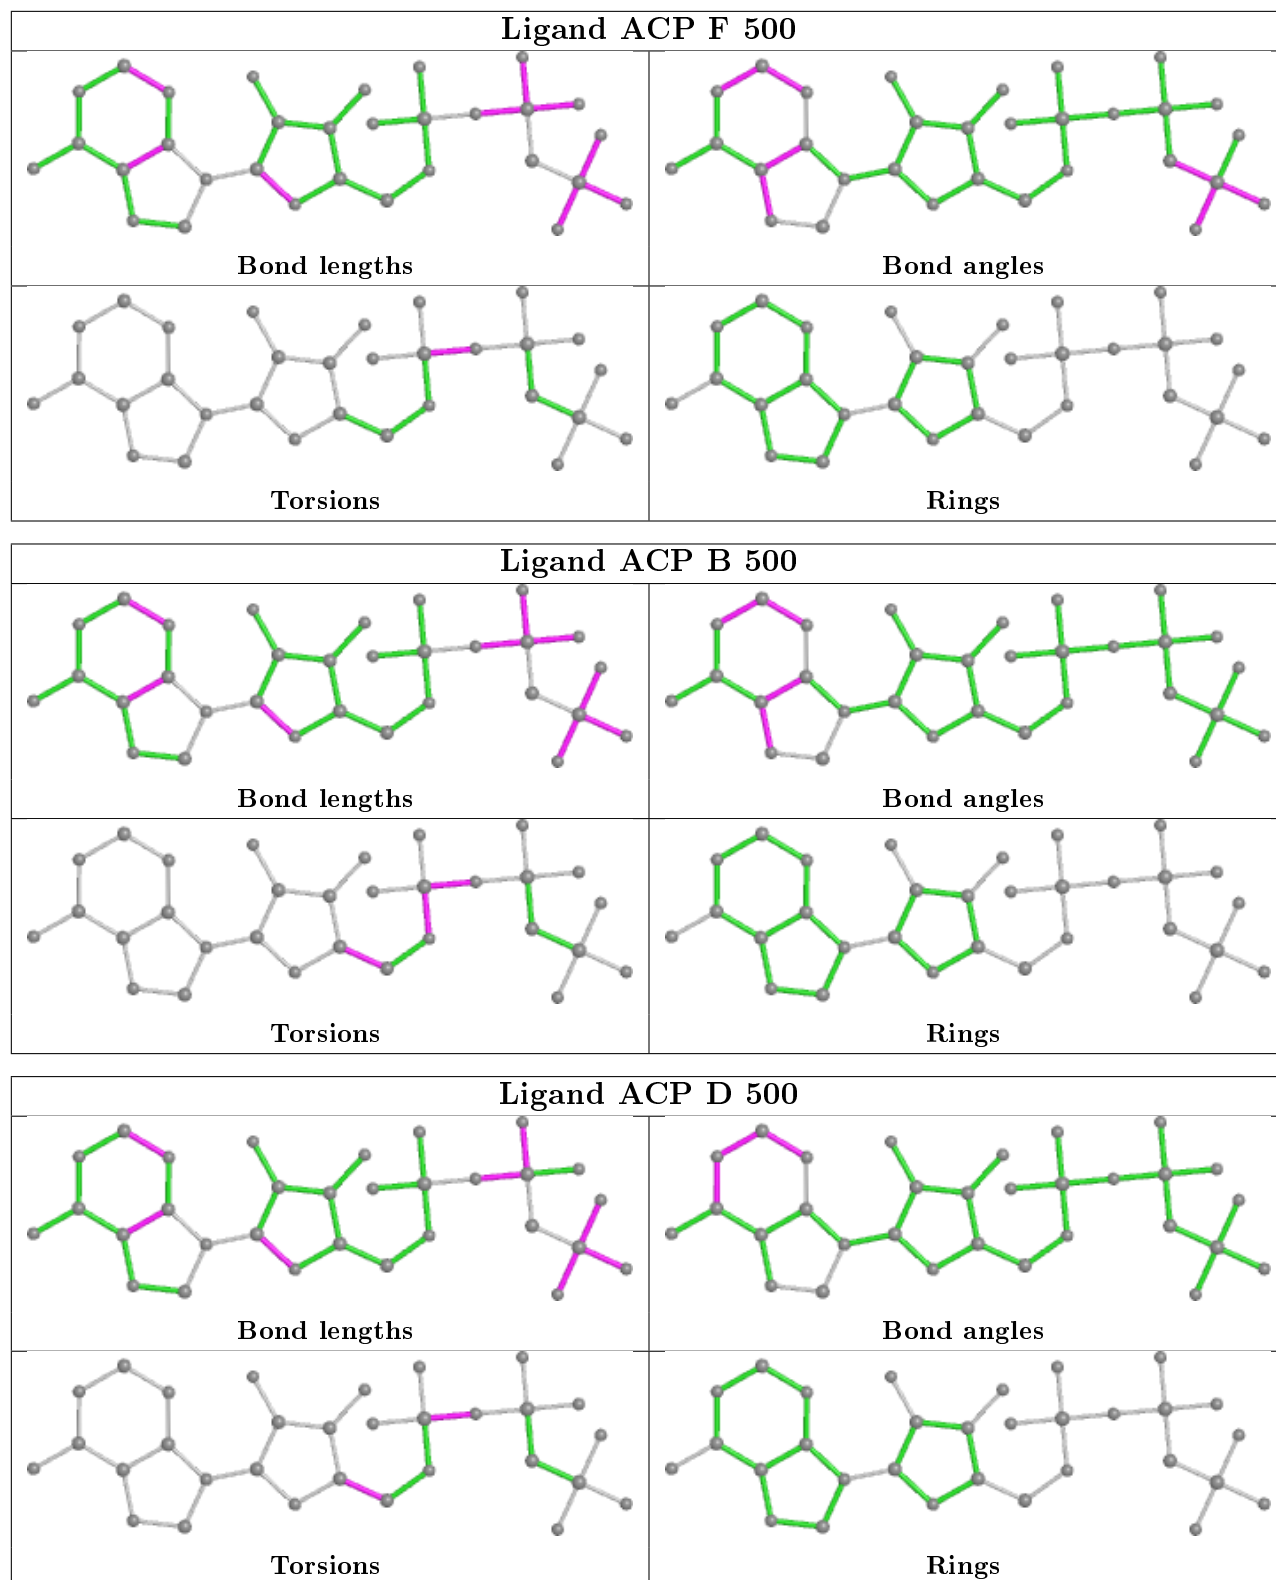 Ligand ACP F 500
Bond lengths
Bond angles
Torsions
Rings
Ligand ACP B 500
Bond lengths
Bond angles
Torsions
Rings
Ligand ACP D 500
Bond lengths
Bond angles
Torsions
Rings